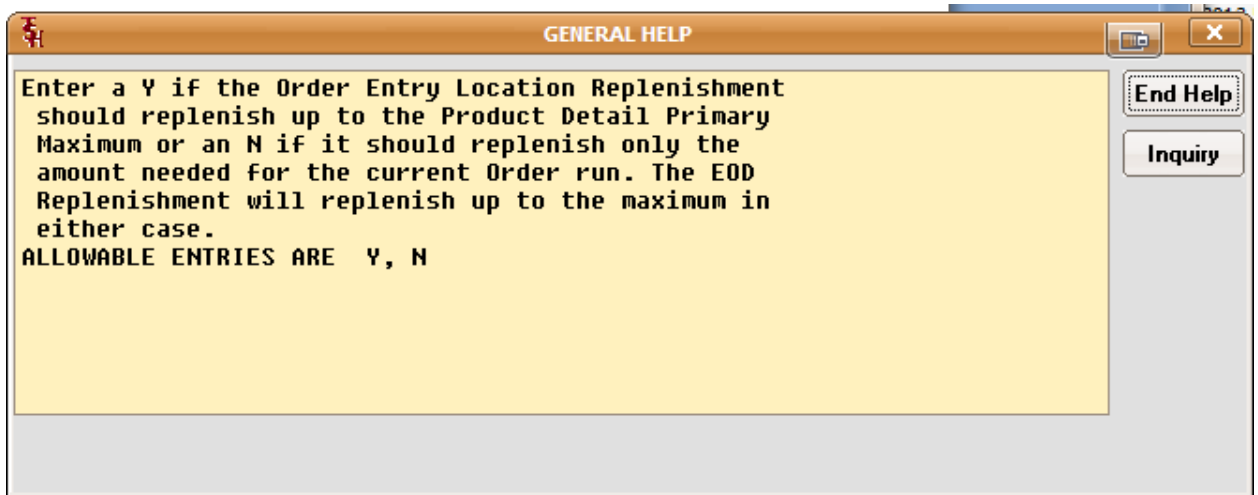 GENERAL HELP
Enter a Y if the Order Entry Location Replenishment
should replenish up to the Product Detail Primary
Maximum or an N if it should replenish only the
amount needed for the current Order run. The EOD
Replenishment will replenish up to the maximum in
either case.
ALLOWABLE ENTRIES ARE  Y, N
End Help
Inquiry